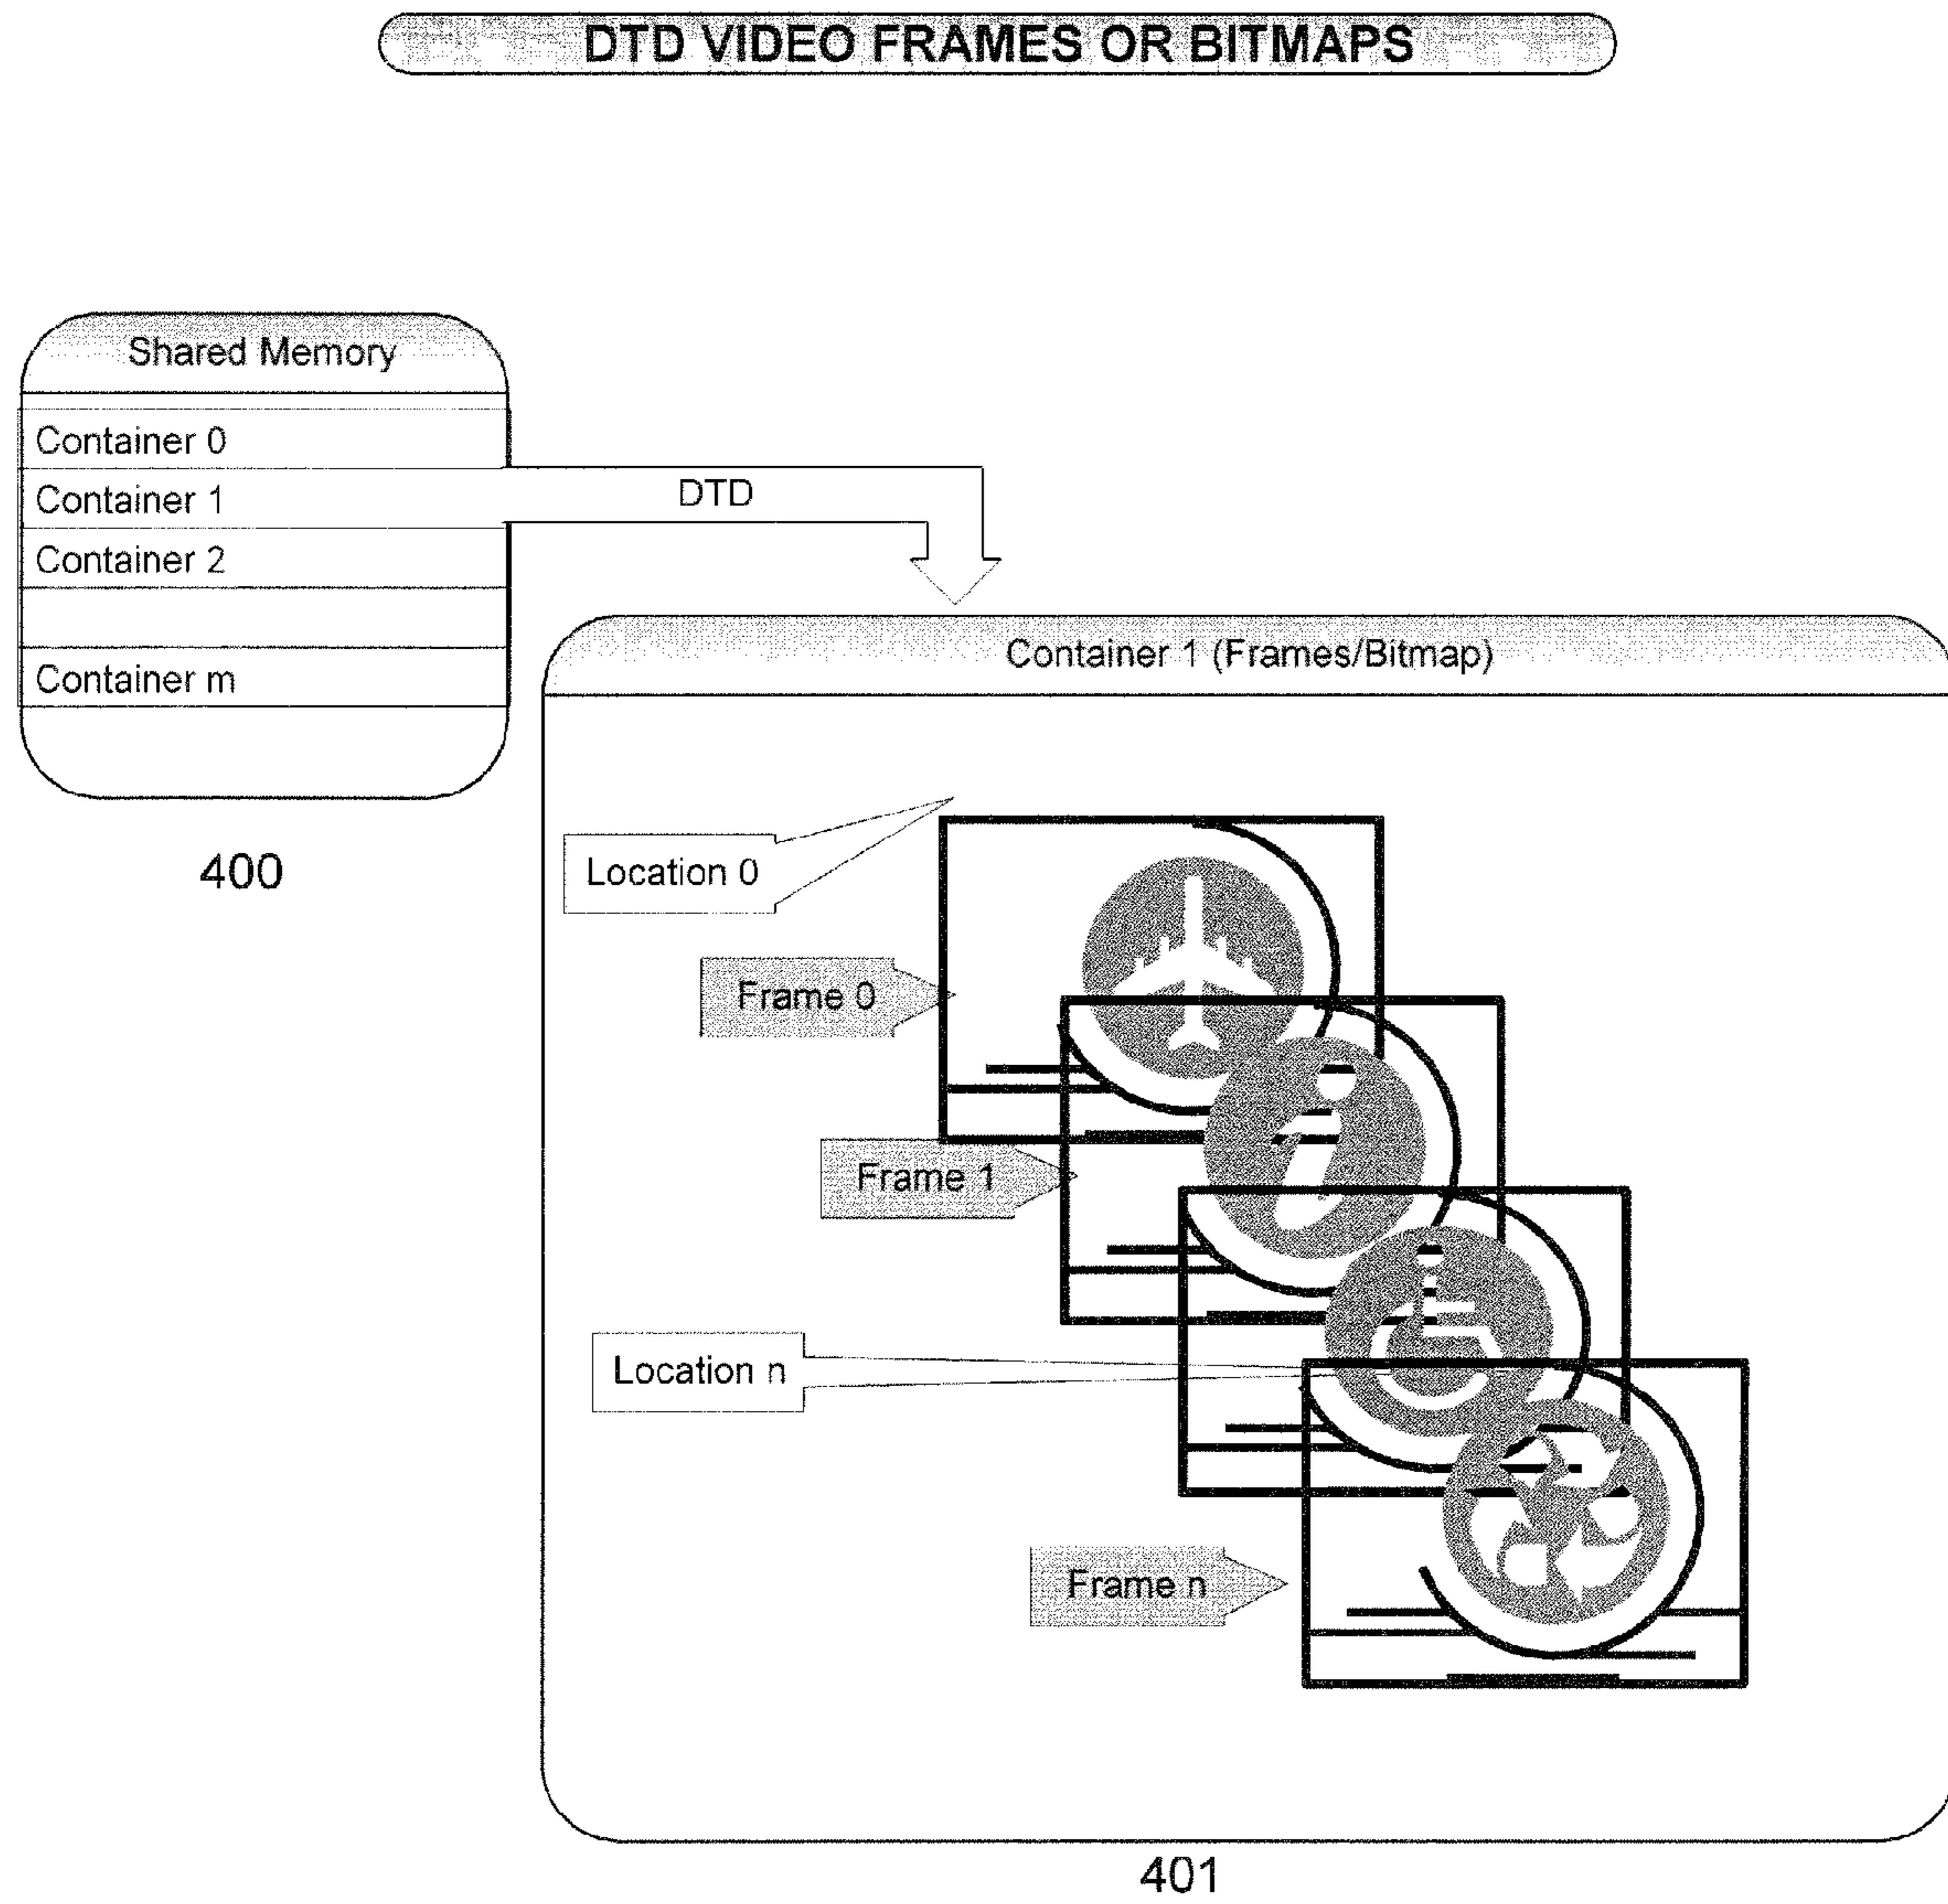 DTD VIDEO FRAMES OR BITMAPS
Shared Memory
Container 0
Container 1
Container 2
Container m
DTD
400
Container 1 (Frames/Bitmap)
Location 0
Frame 0
Frame 1
Location n
Frame n
401